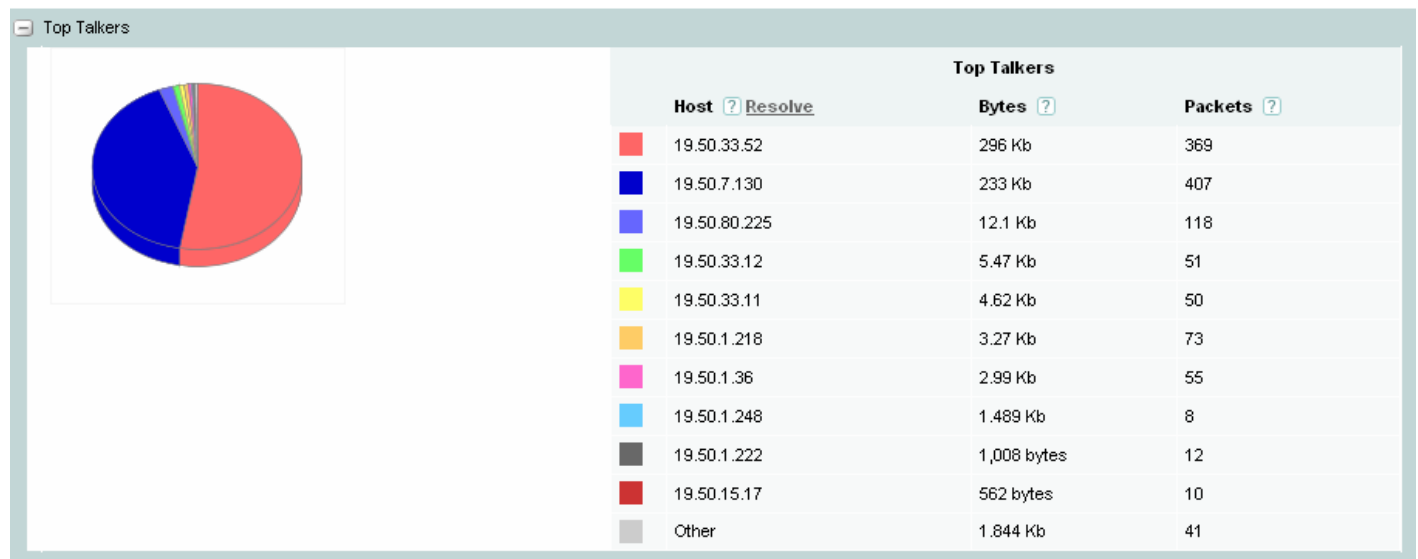 Top Talkers
Top Talkers
Host ? Resolve Bytes ? Packets ?
19.50.33.52 296 Kb 369
19.50.7.130 233 Kb 407
19.50.80.225 12.1 Kb 118
19.50.33.12 5.47 Kb 51
19.50.33.11 4.62 Kb 50
19.50.1.218 3.27 Kb 73
19.50.1.36 2.99 Kb 55
19.50.1.248 1.489 Kb 8
19.50.1.222 1,008 bytes 12
19.50.15.17 562 bytes 10
Other 1.844 Kb 41